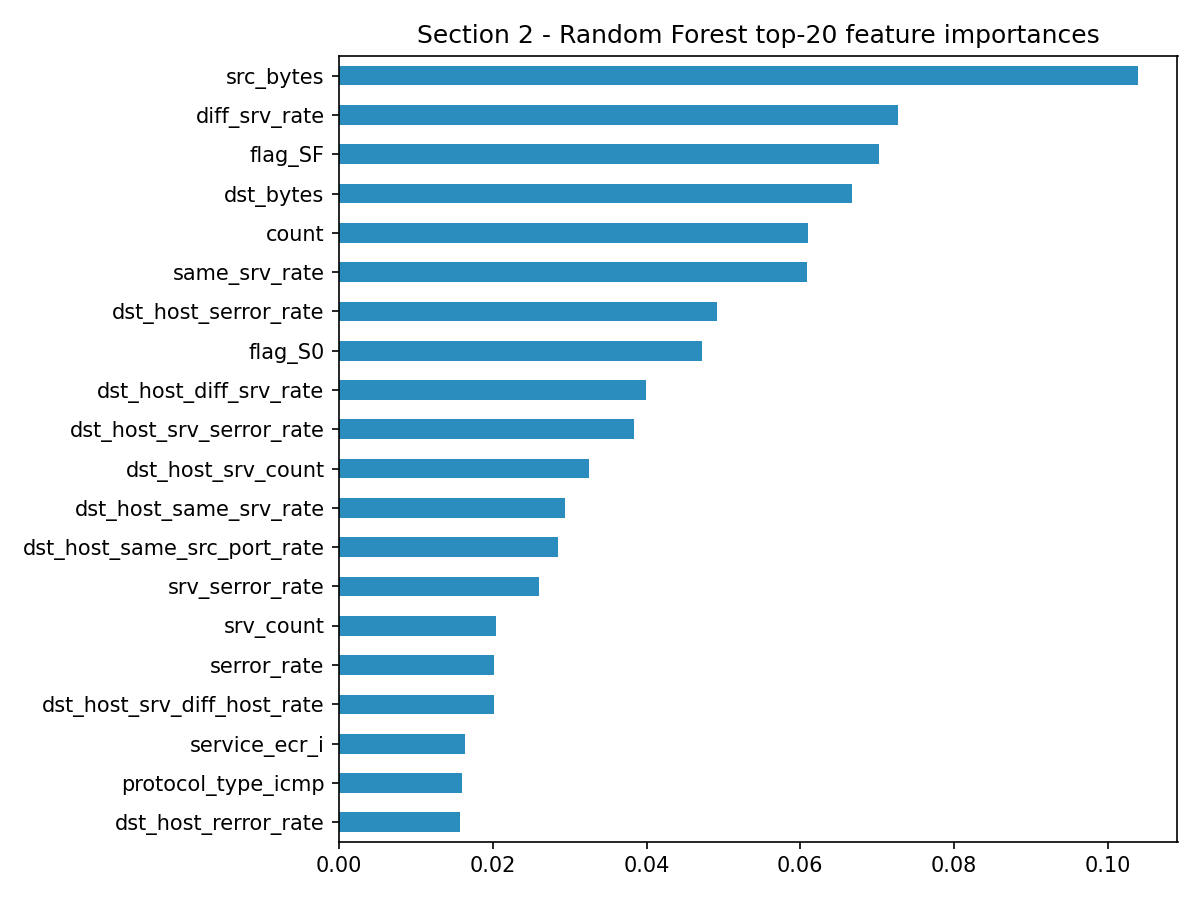 Section 2 - Random Forest top-20 feature importances
src_bytes
diff_srv_rate
flag_SF
dst_bytes
count
same_srv_rate
dst_host_serror_rate
flag_S0
dst_host_diff_srv_rate
dst_host_srv_serror_rate
dst_host_srv_count
dst_host_same_srv_rate
dst_host_same_src_port_rate
srv_serror_rate
srv_count
serror_rate
dst_host_srv_diff_host_rate
service_ecr_i
protocol_type_icmp
dst_host_rerror_rate
0.00 0.02 0.04 0.06 0.08 0.10